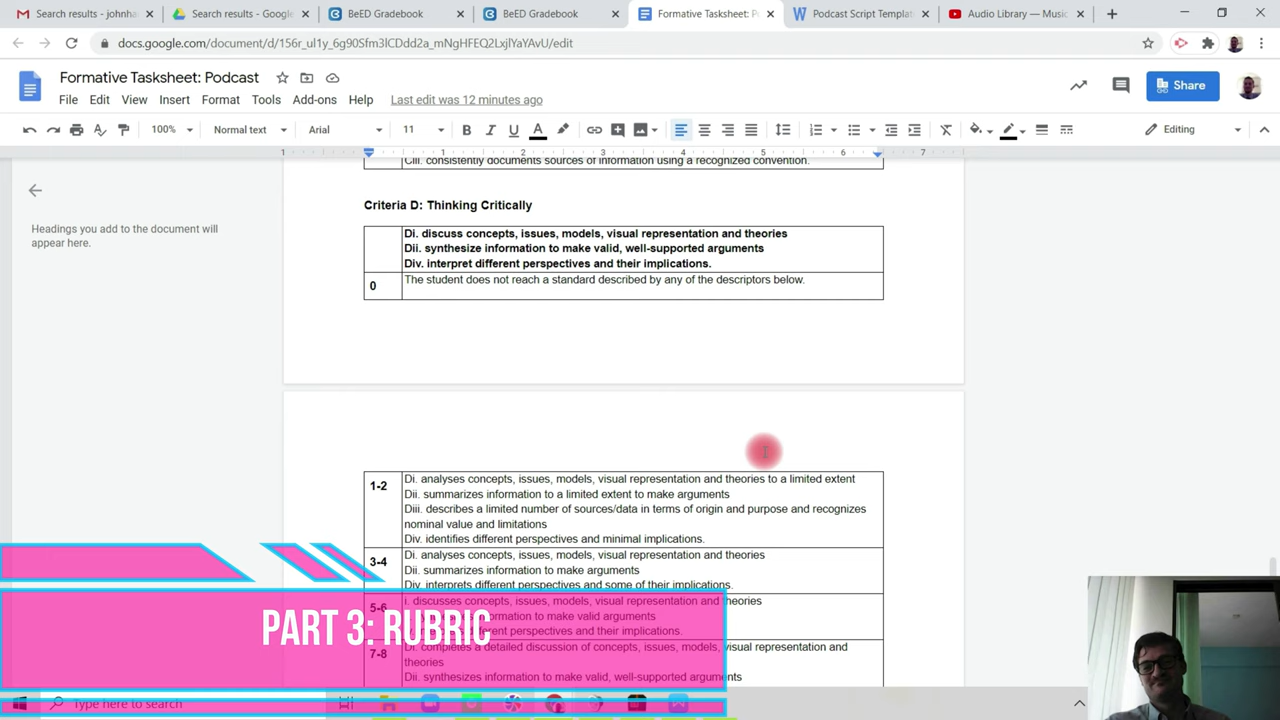 Search results - johnha
Search results - Google
BeED Gradebook
BeED Gradebook
Formative Tasksheet: P
Podcast Script Templat
Audio Library — Music
docs.google.com/document/d/156r_ul1y_6g90Sfm3lCDdd2a_mNgHFEQ2LxjlYaYAvU/edit
Formative Tasksheet: Podcast
File Edit View Insert Format Tools Add-ons Help Last edit was 12 minutes ago
Share
100% Normal text Arial 11 Editing
1 1 2 3 4 5 6 7
Ciii. consistently documents sources of information using a recognized convention.
Headings you add to the document will
appear here.
Criteria D: Thinking Critically
Di. discuss concepts, issues, models, visual representation and theories
Dii. synthesize information to make valid, well-supported arguments
Div. interpret different perspectives and their implications.
0 The student does not reach a standard described by any of the descriptors below.
1-2 Di. analyses concepts, issues, models, visual representation and theories to a limited extent
Dii. summarizes information to a limited extent to make arguments
Diii. describes a limited number of sources/data in terms of origin and purpose and recognizes
nominal value and limitations
Div. identifies different perspectives and minimal implications.
3-4 Di. analyses concepts, issues, models, visual representation and theories
Dii. summarizes information to make arguments
Div. interprets different perspectives and some of their implications.
5-6 i. discusses concepts, issues, models, visual representation and theories
information to make valid arguments
different perspectives and their implications.
7-8 Di. completes a detailed discussion of concepts, issues, models, visual representation and
theories
Dii. synthesizes information to make valid, well-supported arguments
PART 3: RUBRIC
Type here to search